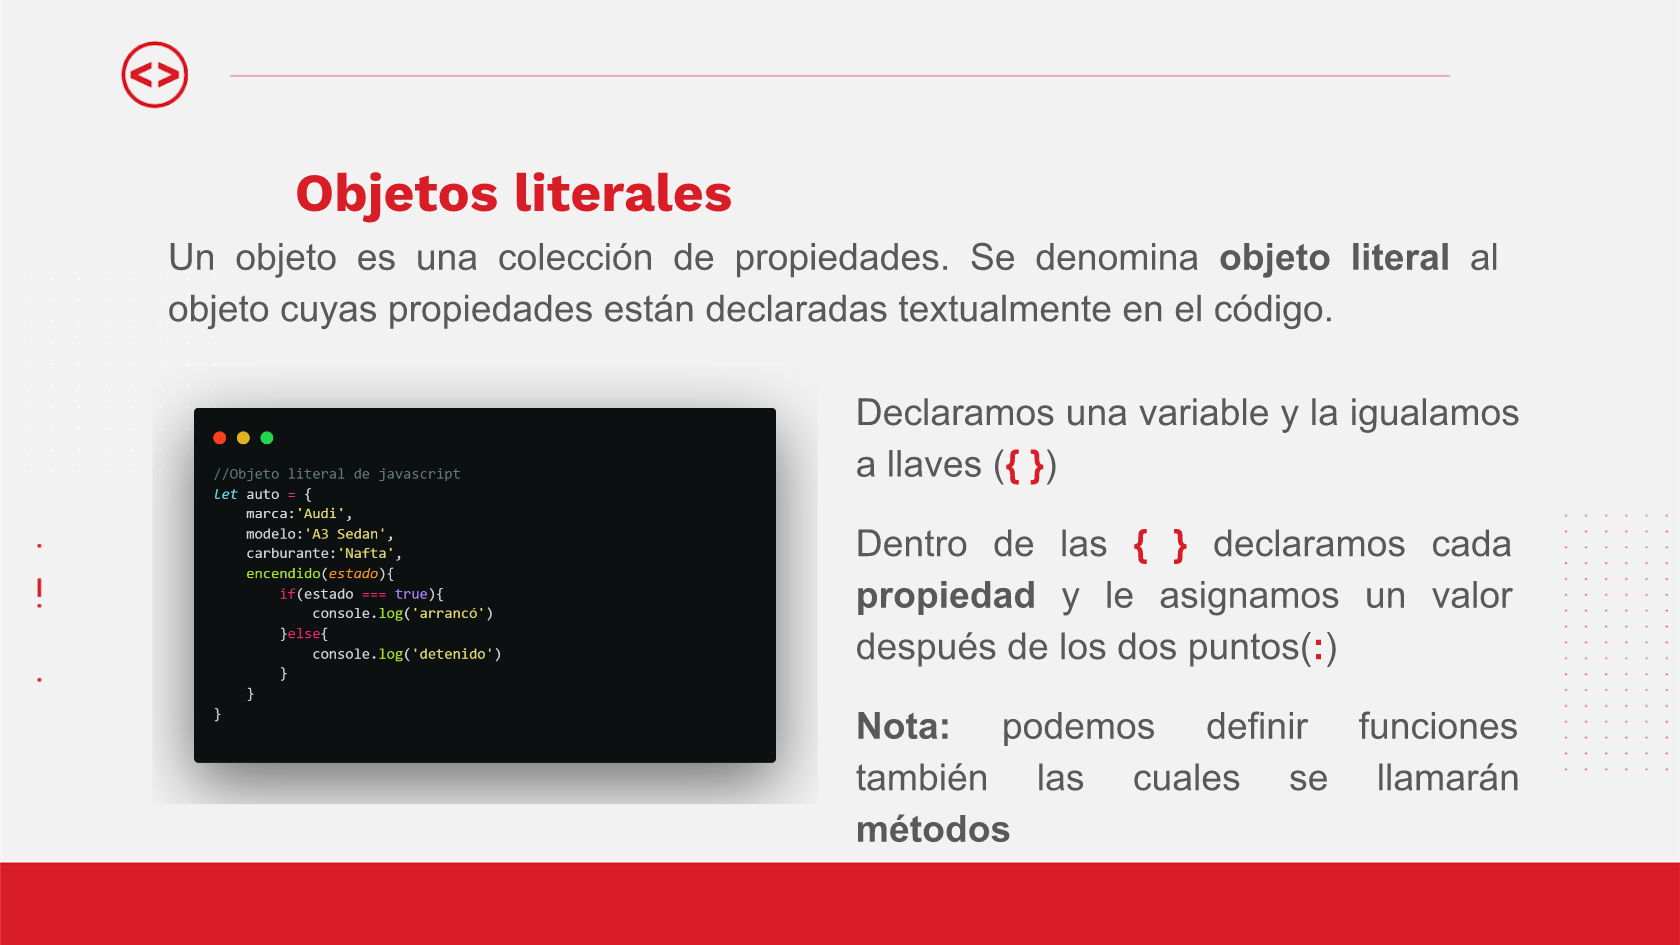 <>
Objetos literales
Un objeto es una colección de propiedades. Se denomina objeto literal al
objeto cuyas propiedades están declaradas textualmente en el código.
//Objeto literal de javascript
let auto = {
    marca:'Audi',
    modelo:'A3 Sedan',
    carburante:'Nafta',
    encendido(estado){
        if(estado === true){
            console.log('arrancó')
        }else{
            console.log('detenido')
        }
    }
}
Declaramos una variable y la igualamos
a llaves ({ })
Dentro de las { } declaramos cada
propiedad y le asignamos un valor
después de los dos puntos(:)
Nota: podemos definir funciones
también las cuales se llamarán
métodos